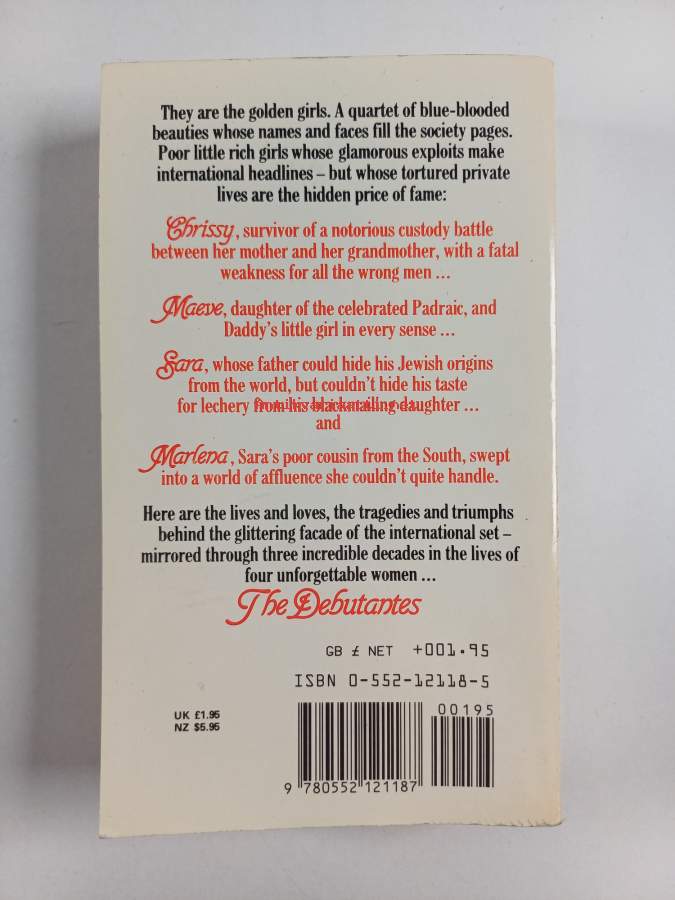 They are the golden girls. A quartet of blue-blooded
beauties whose names and faces fill the society pages.
Poor little rich girls whose glamorous exploits make
international headlines – but whose tortured private
lives are the hidden price of fame:
Chrissy, survivor of a notorious custody battle
between her mother and her grandmother, with a fatal
weakness for all the wrong men ...
Maeve, daughter of the celebrated Padraic, and
Daddy's little girl in every sense ...
Sara, whose father could hide his Jewish origins
from the world, but couldn't hide his taste
for lechery from his blackmailing daughter ...
and
Marlena, Sara's poor cousin from the South, swept
into a world of affluence she couldn't quite handle.
Here are the lives and loves, the tragedies and triumphs
behind the glittering facade of the international set –
mirrored through three incredible decades in the lives of
four unforgettable women ...
The Debutantes
GB £ NET +001.95
ISBN 0-552-12118-5
UK £1.95
NZ $5.95
00195
9 780552 121187